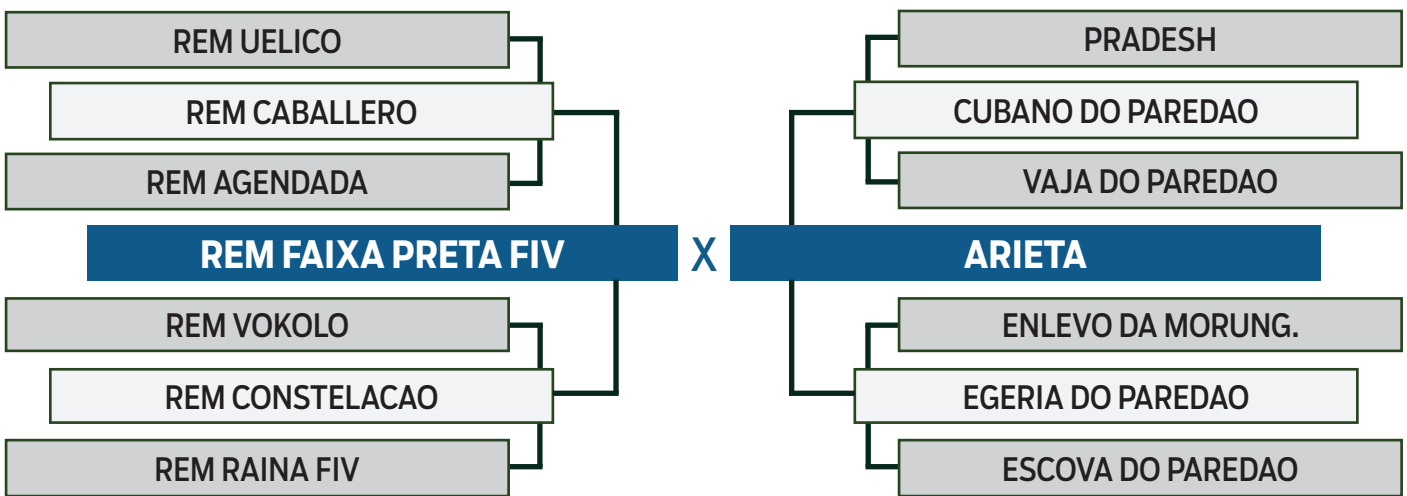 REM UELICO
PRADESH
REM CABALLERO
CUBANO DO PAREDAO
REM AGENDADA
VAJA DO PAREDAO
REM FAIXA PRETA FIV X ARIETA
REM VOKOLO
ENLEVO DA MORUNG.
REM CONSTELACAO
EGERIA DO PAREDAO
REM RAINA FIV
ESCOVA DO PAREDAO